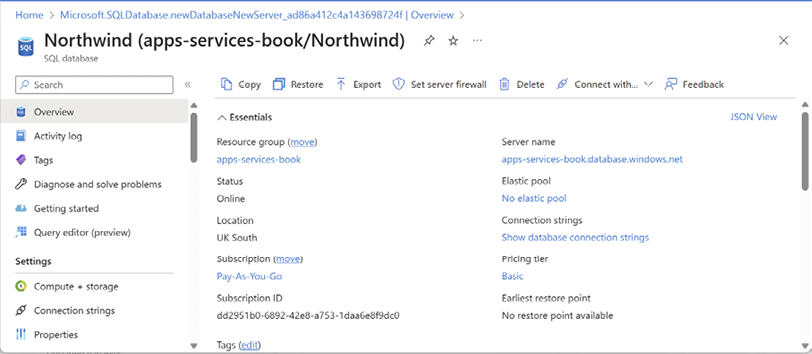 Home > Microsoft.SQLDatabase.newDatabaseNewServer_ad86a412c4a143698724f | Overview >
Northwind (apps-services-book/Northwind)
SQL database
Search
Copy Restore Export Set server firewall Delete Connect with... Feedback
Overview
Activity log
Tags
Diagnose and solve problems
Getting started
Query editor (preview)
Settings
Compute + storage
Connection strings
Properties
Essentials
JSON View
Resource group (move)
apps-services-book
Status
Online
Location
UK South
Subscription (move)
Pay-As-You-Go
Subscription ID
dd2951b0-6892-42e8-a753-1daa6e8f9dc0
Tags (edit)
Server name
apps-services-book.database.windows.net
Elastic pool
No elastic pool
Connection strings
Show database connection strings
Pricing tier
Basic
Earliest restore point
No restore point available